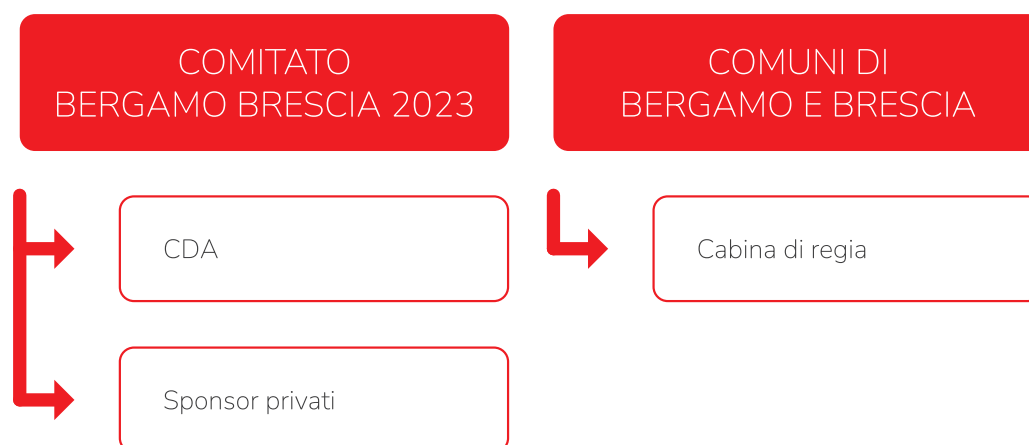 COMITATO
BERGAMO BRESCIA 2023
CDA
Sponsor privati
COMUNI DI
BERGAMO E BRESCIA
Cabina di regia